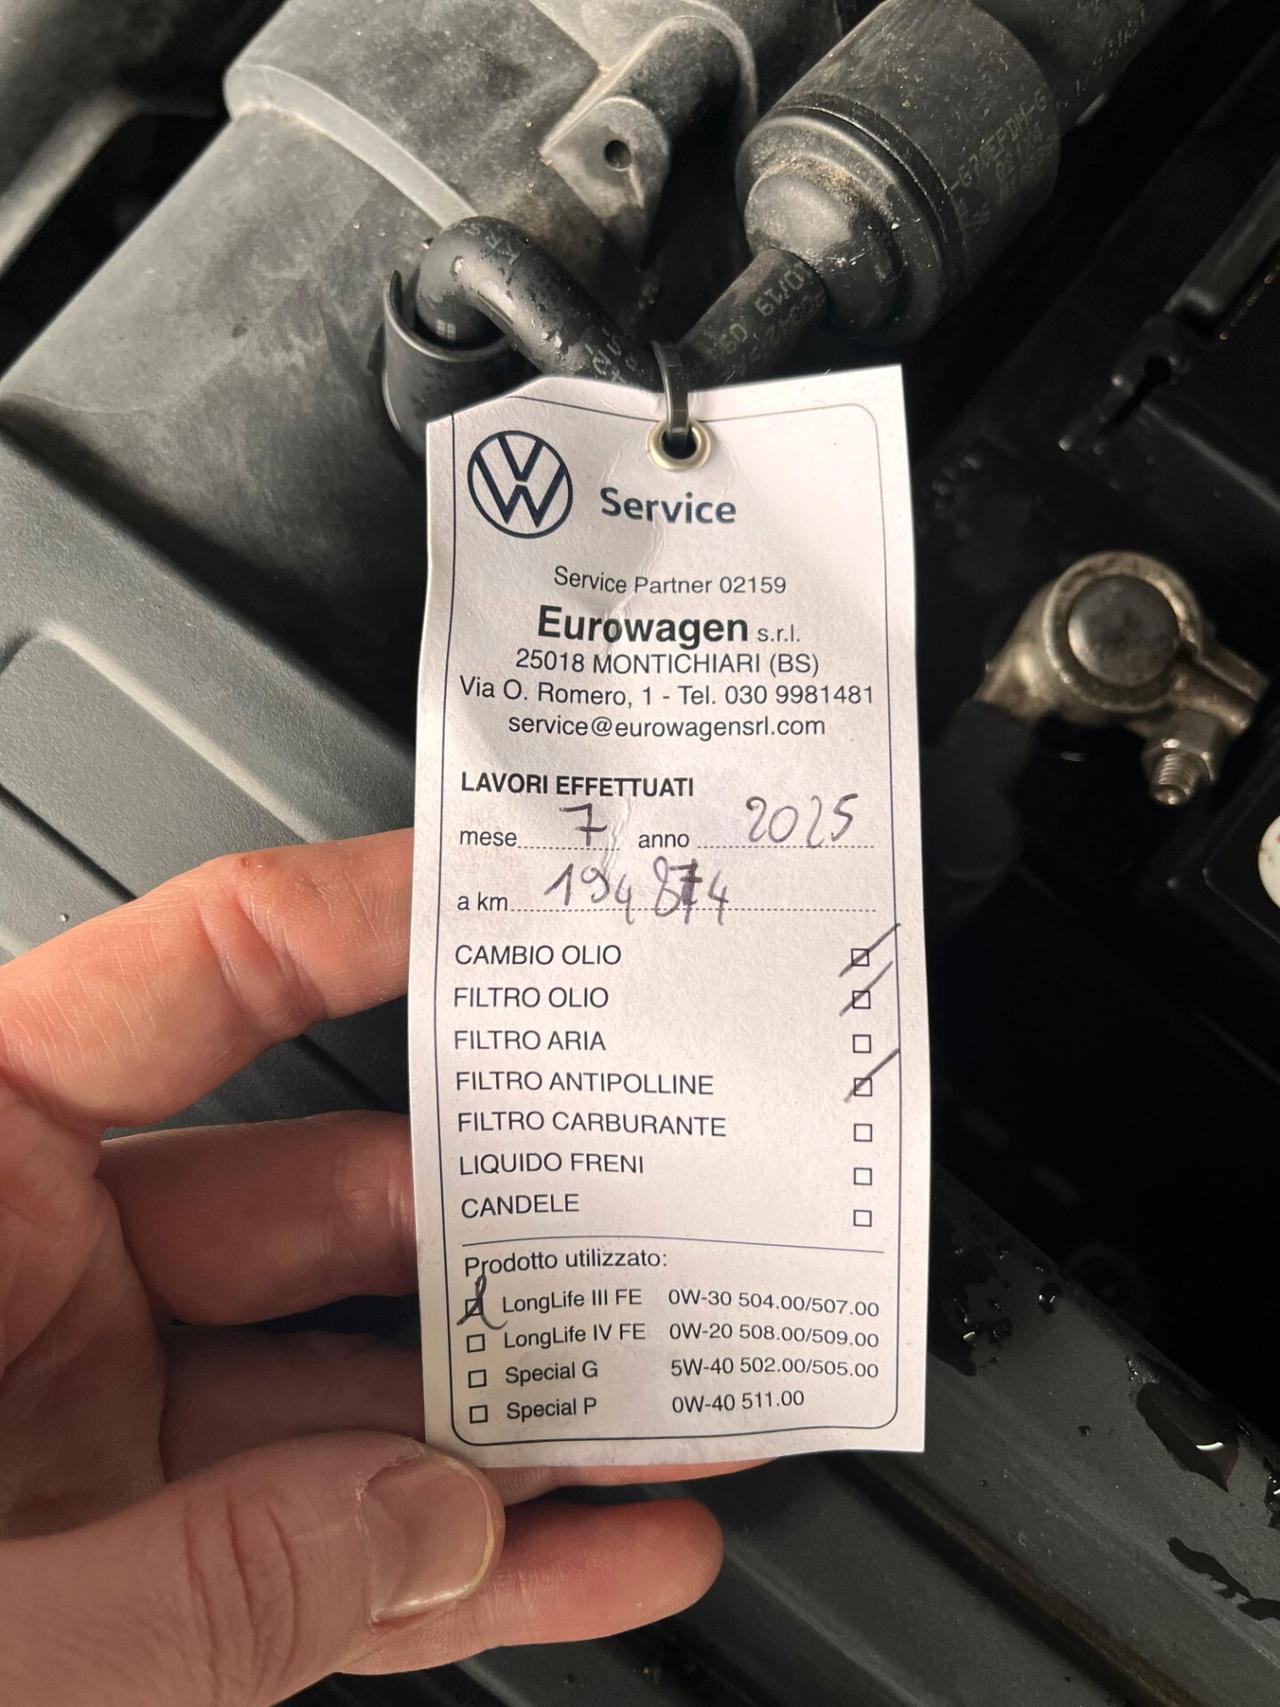 Service
Service Partner 02159
Eurowagen s.r.l.
25018 MONTICHIARI (BS)
Via O. Romero, 1 - Tel. 030 9981481
service@eurowagensrl.com
LAVORI EFFETTUATI
mese 7 anno 2025
a km 194 874
CAMBIO OLIO
FILTRO OLIO
FILTRO ARIA
FILTRO ANTIPOLLINE
FILTRO CARBURANTE
LIQUIDO FRENI
CANDELE
Prodotto utilizzato:
LongLife III FE 0W-30 504.00/507.00
LongLife IV FE 0W-20 508.00/509.00
Special G 5W-40 502.00/505.00
Special P 0W-40 511.00